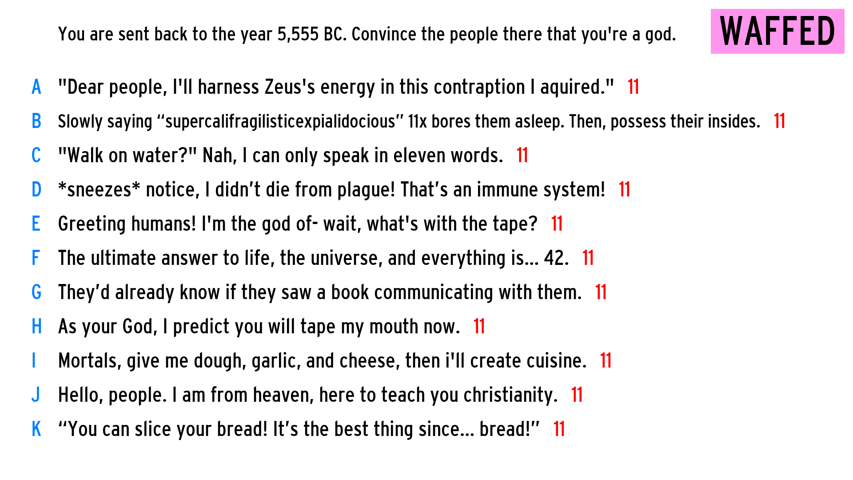 You are sent back to the year 5,555 BC. Convince the people there that you're a god.
WAFFED
A "Dear people, I'll harness Zeus's energy in this contraption I aquired." 11
B Slowly saying “supercalifragilisticexpialidocious” 11x bores them asleep. Then, possess their insides. 11
C "Walk on water?" Nah, I can only speak in eleven words. 11
D *sneezes* notice, I didn’t die from plague! That’s an immune system! 11
E Greeting humans! I'm the god of- wait, what's with the tape? 11
F The ultimate answer to life, the universe, and everything is... 42. 11
G They’d already know if they saw a book communicating with them. 11
H As your God, I predict you will tape my mouth now. 11
I Mortals, give me dough, garlic, and cheese, then i'll create cuisine. 11
J Hello, people. I am from heaven, here to teach you christianity. 11
K “You can slice your bread! It’s the best thing since... bread!” 11